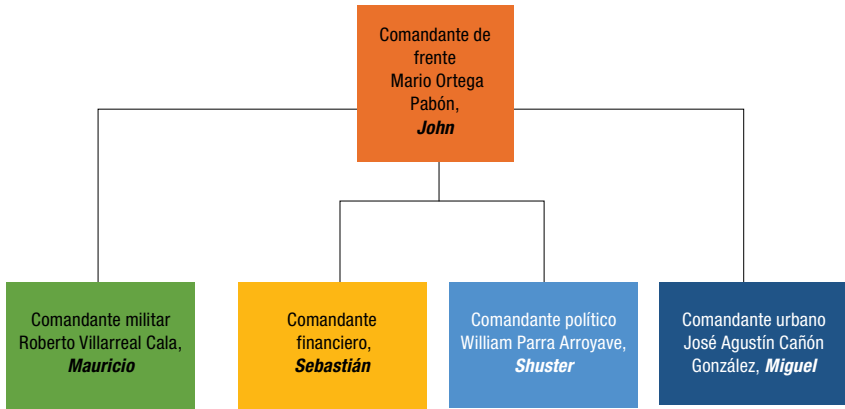 Comandante de
frente
Mario Ortega
Pabón,
John
Comandante militar
Roberto Villarreal Cala,
Mauricio
Comandante
financiero,
Sebastián
Comandante político
William Parra Arroyave,
Shuster
Comandante urbano
José Agustín Cañón
González, Miguel